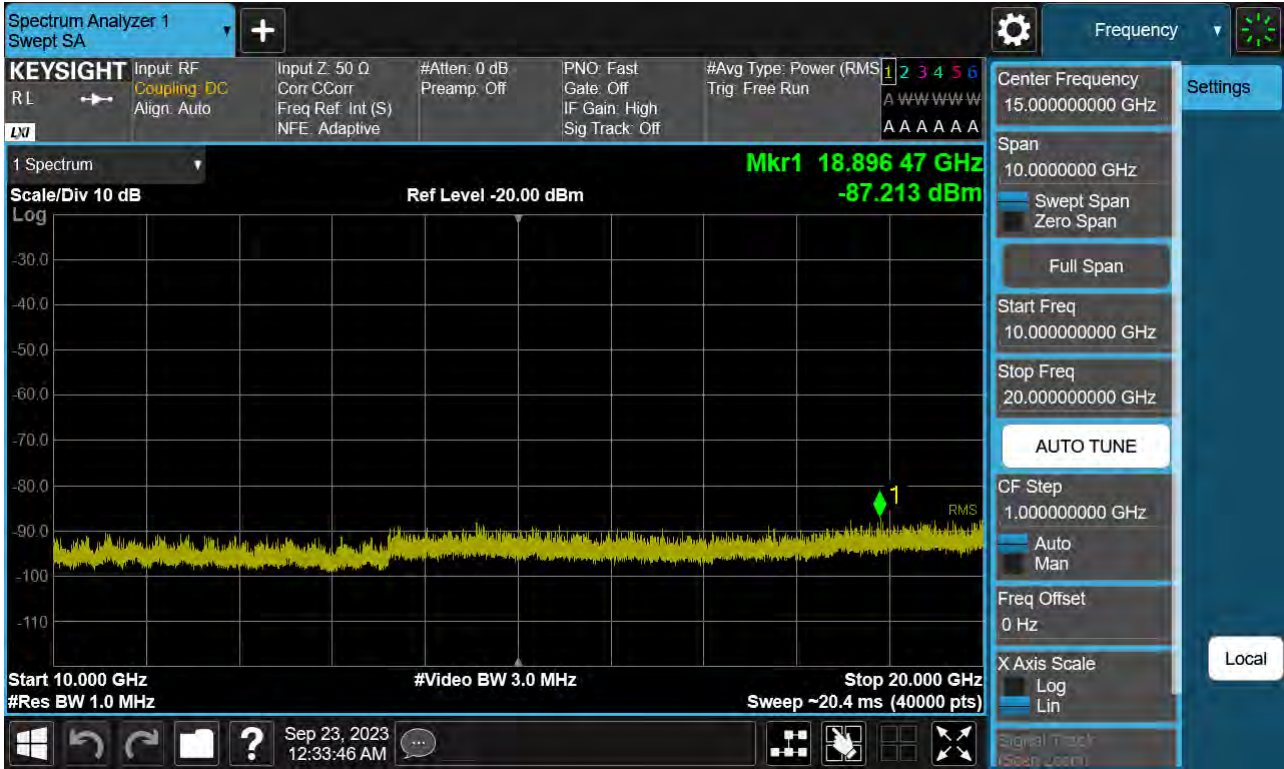 Spectrum Analyzer 1
Swept SA
+
Frequency
KEYSIGHT
R L
LXI
Input: RF
Coupling: DC
Align: Auto
Input Z: 50 Ω
Corr CCorr
Freq Ref: Int (S)
NFE: Adaptive
#Atten: 0 dB
Preamp: Off
PNO: Fast
Gate: Off
IF Gain: High
Sig Track: Off
#Avg Type: Power (RMS
Trig: Free Run
1 2 3 4 5 6
A W W W W W
A A A A A A
1 Spectrum
Scale/Div 10 dB
Log
Ref Level -20.00 dBm
Mkr1 18.896 47 GHz
-87.213 dBm
-30.0
-40.0
-50.0
-60.0
-70.0
-80.0
-90.0
-100
-110
1
RMS
Start 10.000 GHz
#Res BW 1.0 MHz
#Video BW 3.0 MHz
Stop 20.000 GHz
Sweep ~20.4 ms (40000 pts)
Center Frequency
15.000000000 GHz
Span
10.0000000 GHz
Swept Span
Zero Span
Full Span
Start Freq
10.000000000 GHz
Stop Freq
20.000000000 GHz
AUTO TUNE
CF Step
1.000000000 GHz
Auto
Man
Freq Offset
0 Hz
X Axis Scale
Log
Lin
Signal Track
(Span Zoom)
Settings
Local
?
Sep 23, 2023
12:33:46 AM